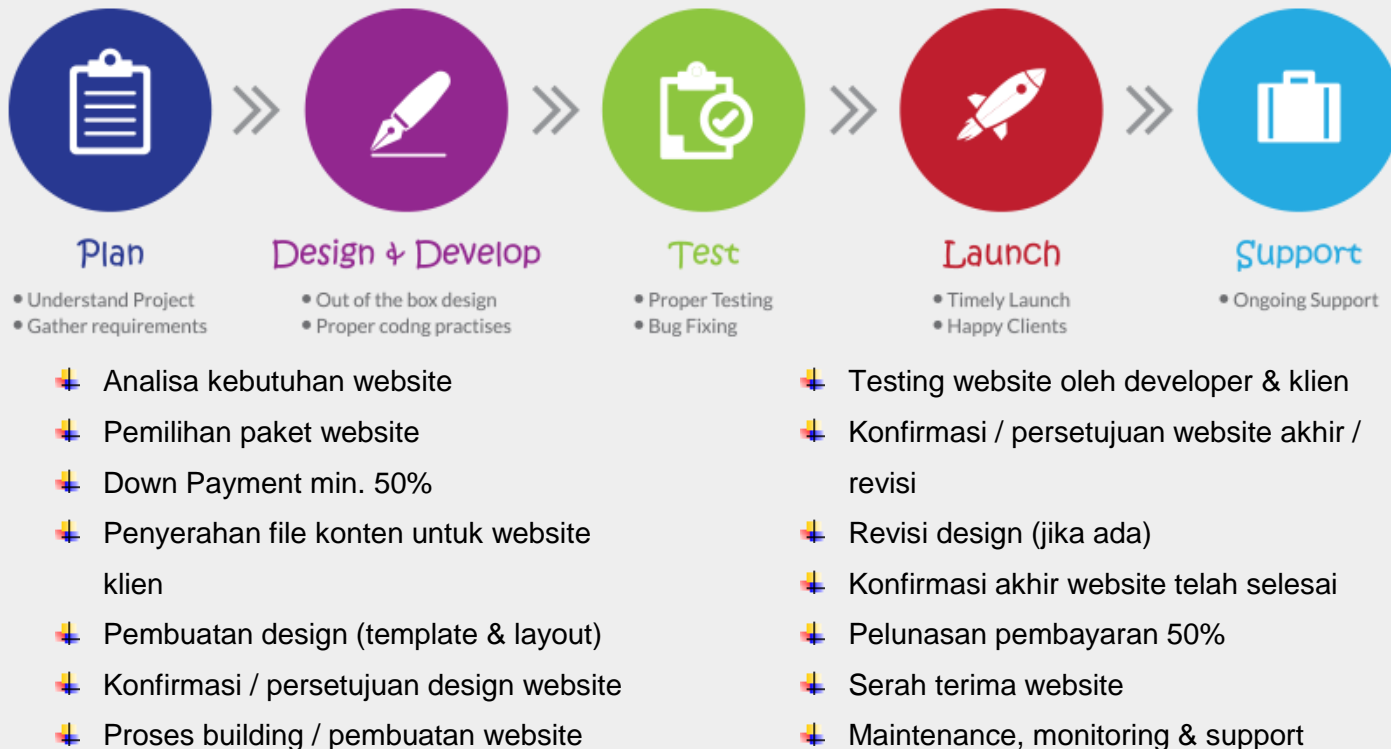 Plan
• Understand Project
• Gather requirements
Design & Develop
• Out of the box design
• Proper codng practises
Test
• Proper Testing
• Bug Fixing
Launch
• Timely Launch
• Happy Clients
Support
• Ongoing Support
Analisa kebutuhan website
Pemilihan paket website
Down Payment min. 50%
Penyerahan file konten untuk website
klien
Pembuatan design (template & layout)
Konfirmasi / persetujuan design website
Proses building / pembuatan website
Testing website oleh developer & klien
Konfirmasi / persetujuan website akhir /
revisi
Revisi design (jika ada)
Konfirmasi akhir website telah selesai
Pelunasan pembayaran 50%
Serah terima website
Maintenance, monitoring & support